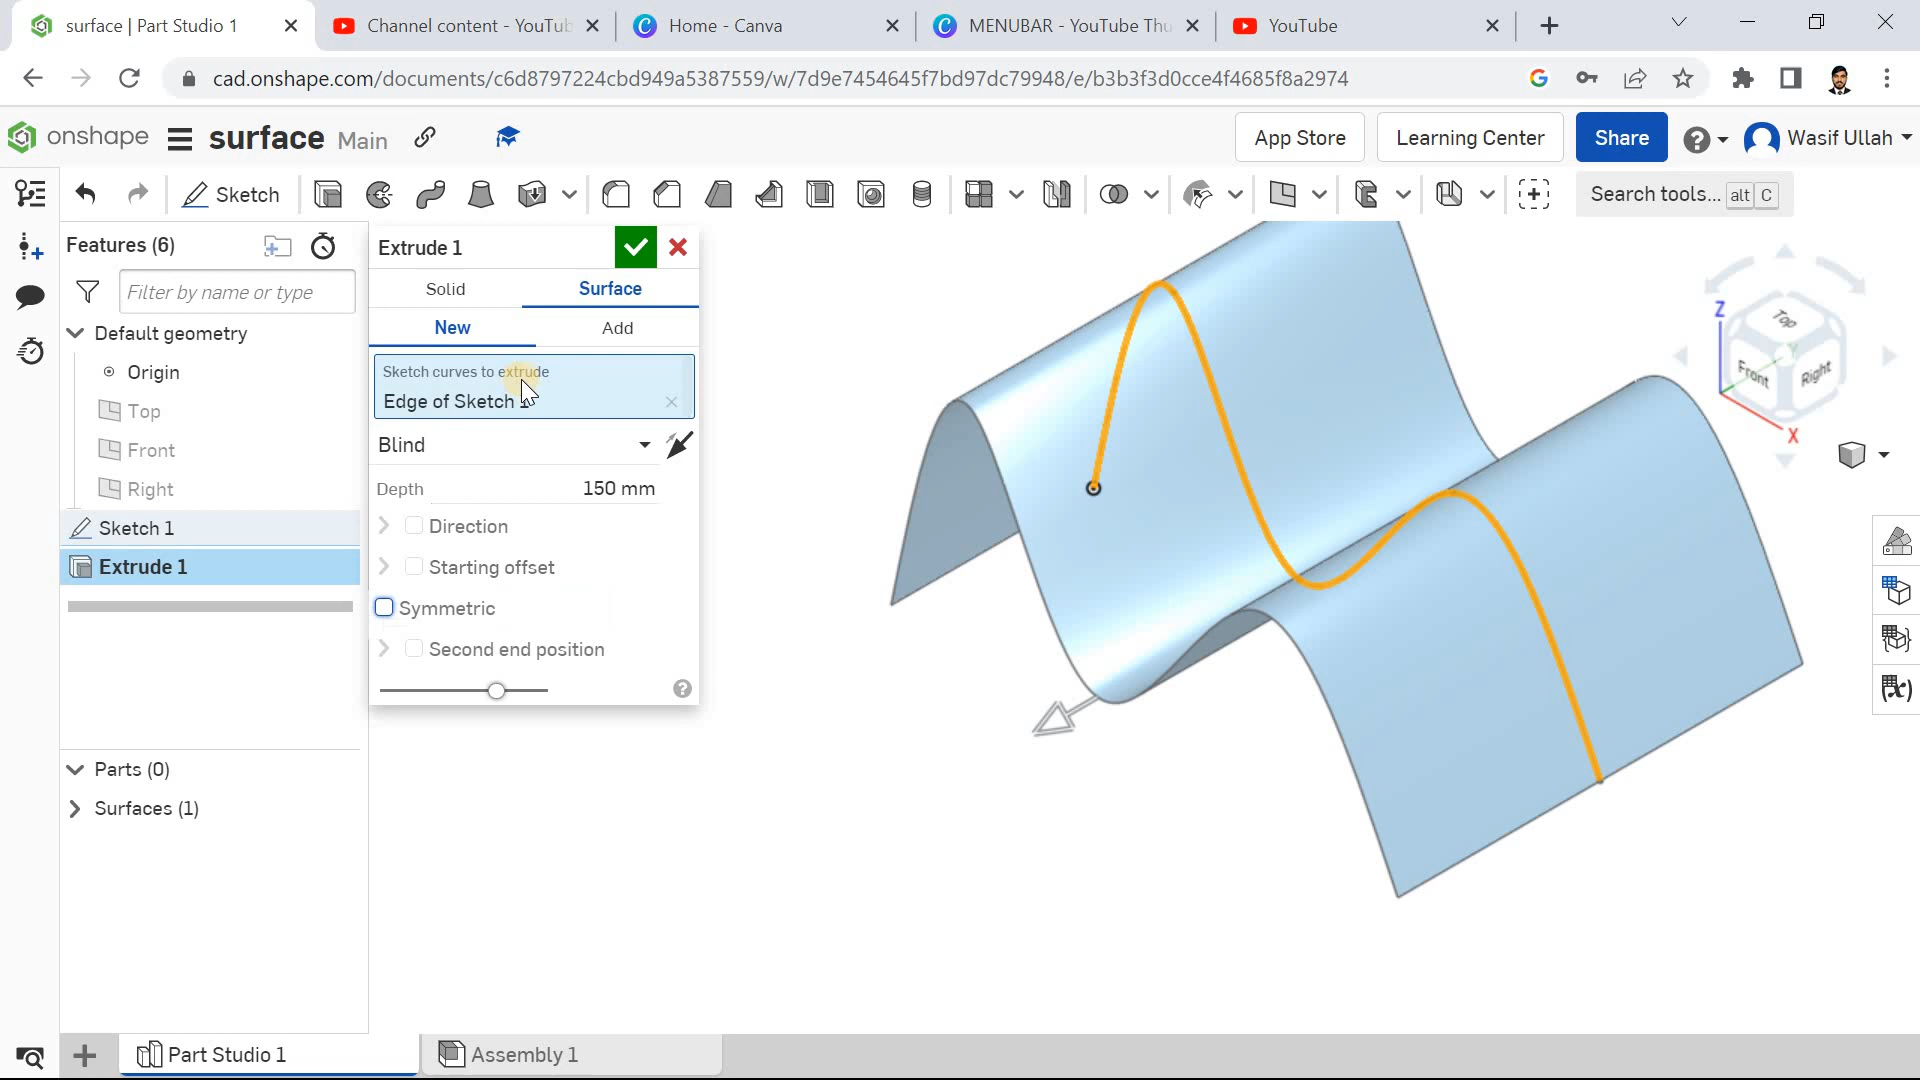 surface | Part Studio 1
Channel content - YouTub
Home - Canva
MENUBAR - YouTube Thu
YouTube
cad.onshape.com/documents/c6d8797224cbd949a5387559/w/7d9e7454645f7bd97dc79948/e/b3b3f3d0cce4f4685f8a2974
onshape
surface Main
App Store
Learning Center
Share
Wasif Ullah
Sketch
Search tools... alt C
Features (6)
Filter by name or type
Default geometry
Origin
Top
Front
Right
Sketch 1
Extrude 1
Parts (0)
Surfaces (1)
Extrude 1
Solid
Surface
New
Add
Sketch curves to extrude
Edge of Sketch 1
Blind
Depth
150 mm
Direction
Starting offset
Symmetric
Second end position
Z
Top
Front
Right
X
Part Studio 1
Assembly 1